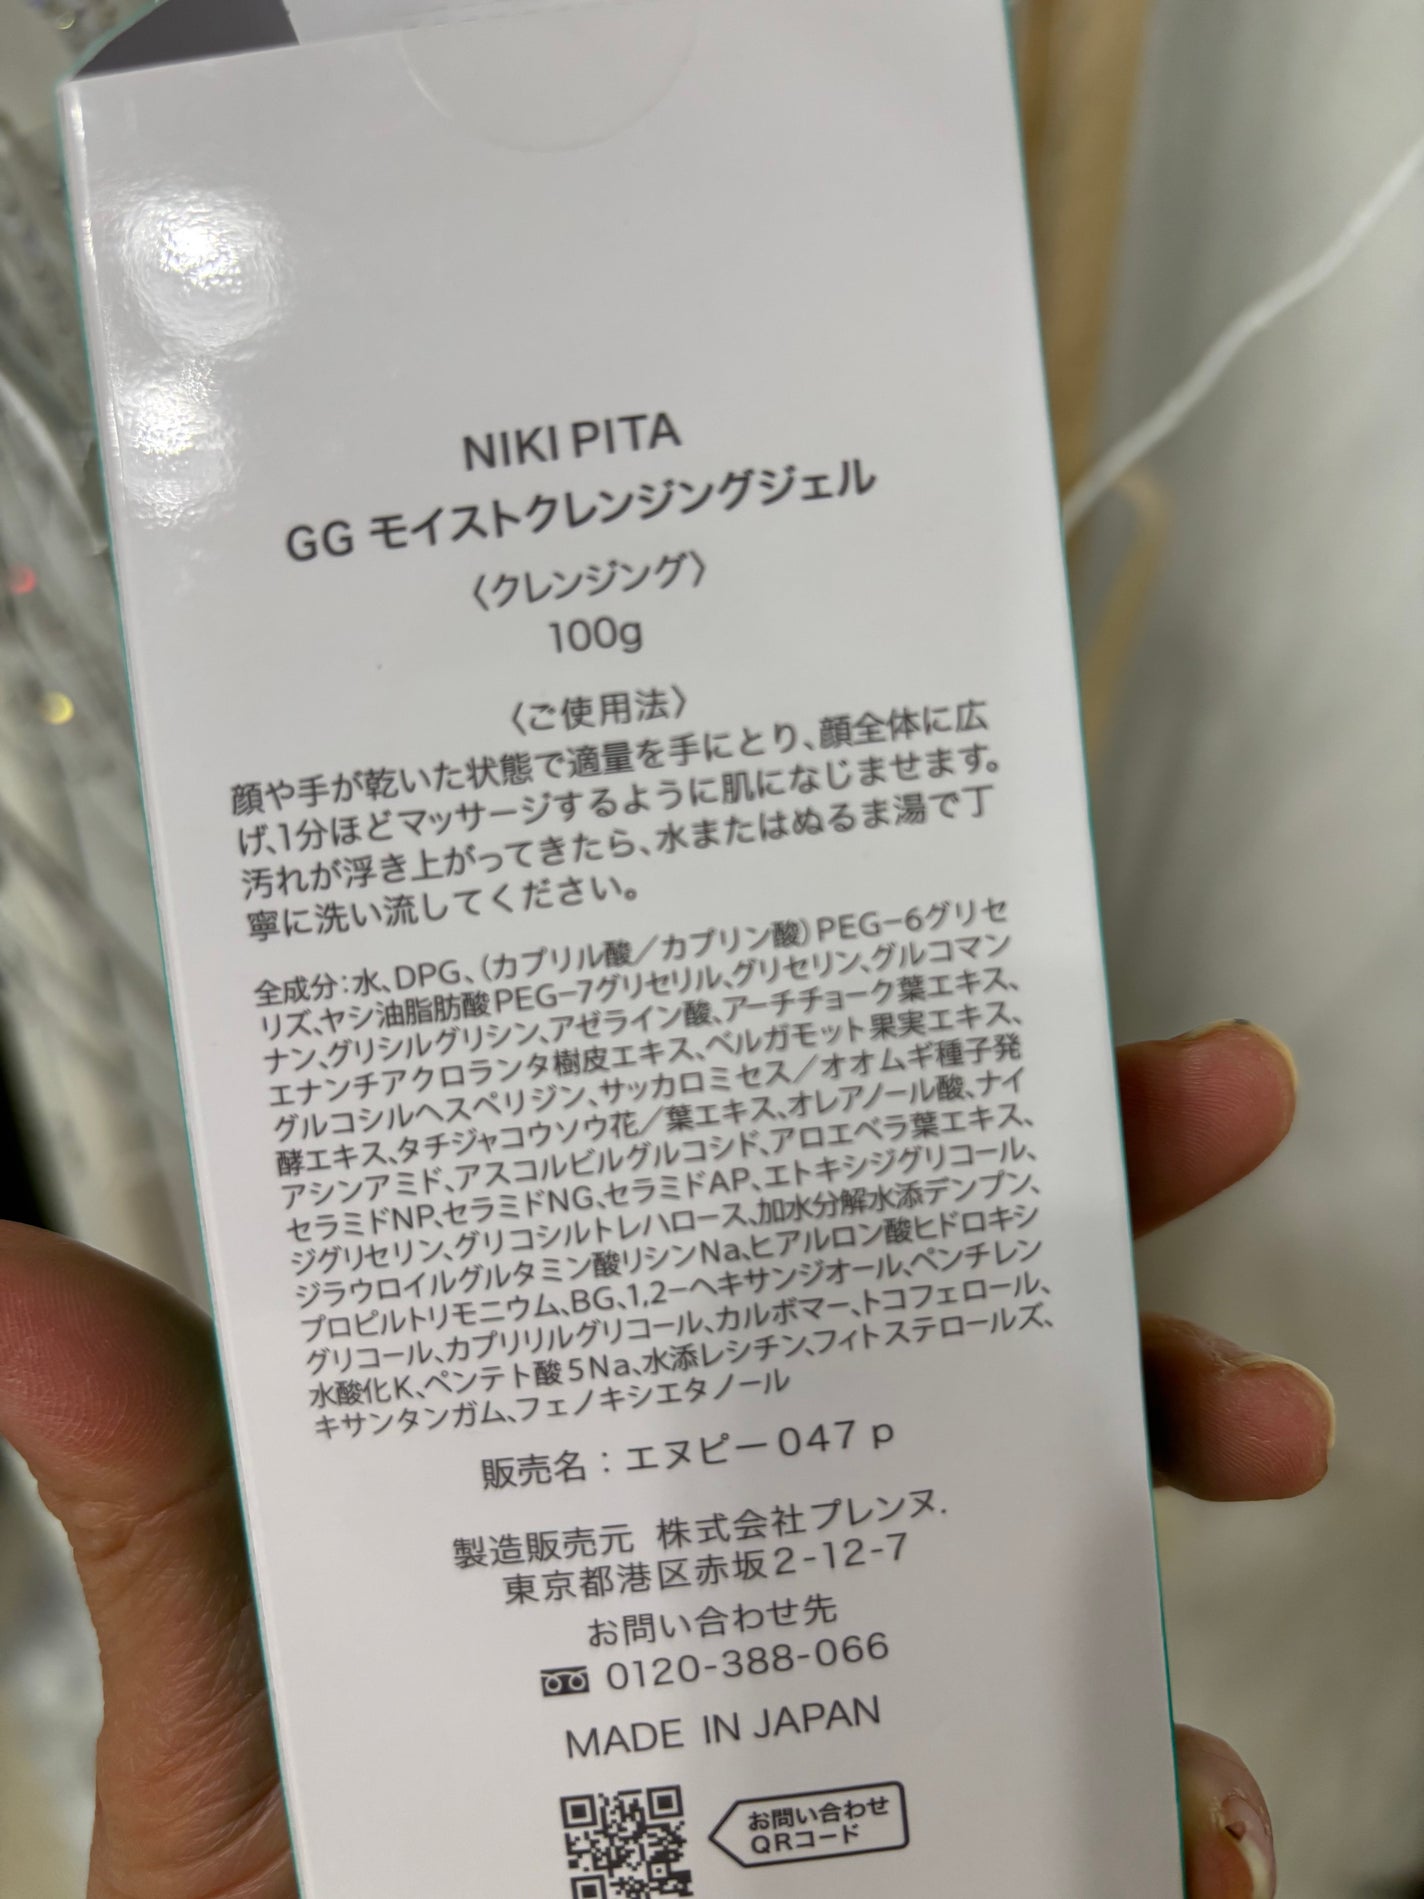 NIKI PITA
GG モイストクレンジングジェル
〈クレンジング〉
100g
〈ご使用法〉
顔や手が乾いた状態で適量を手にとり、顔全体に広
げ、1分ほどマッサージするように肌になじませます。
汚れが浮き上がってきたら、水またはぬるま湯で丁
寧に洗い流してください。
全成分：水、DPG、（カプリル酸／カプリン酸）PEG−6グリセ
リズ、ヤシ油脂肪酸PEG−7グリセリル、グリセリン、グルコマン
ナン、グリシルグリシン、アゼライン酸、アーチチョーク葉エキス、
エナンチアクロランタ樹皮エキス、ベルガモット果実エキス、
グルコシルヘスペリジン、サッカロミセス／オオムギ種子発
酵エキス、タチジャコウソウ花／葉エキス、オレアノール酸、ナイ
アシンアミド、アスコルビルグルコシド、アロエベラ葉エキス、
セラミドNP、セラミドNG、セラミドAP、エトキシジグリコール、
ジグリセリン、グリコシルトレハロース、加水分解水添デンプン、
ジラウロイルグルタミン酸リシンNa、ヒアルロン酸ヒドロキシ
プロピルトリモニウム、BG、1,2−ヘキサンジオール、ペンチレン
グリコール、カプリリルグリコール、カルボマー、トコフェロール、
水酸化K、ペンテト酸5Na、水添レシチン、フィトステロールズ、
キサンタンガム、フェノキシエタノール
販売名：エヌピー047 p
製造販売元 株式会社プレンヌ.
東京都港区赤坂2-12-7
お問い合わせ先
0120-388-066
MADE IN JAPAN
お問い合わせ
QRコード